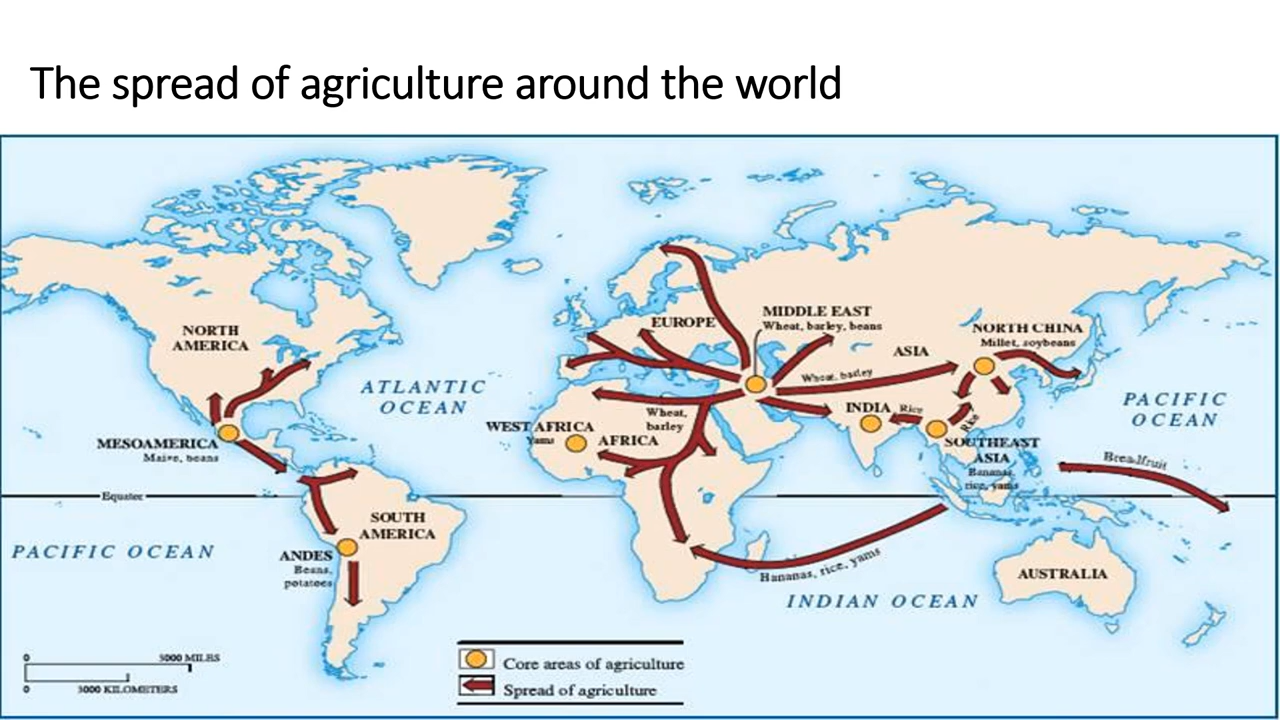 The spread of agriculture around the world
NORTH
AMERICA
ATLANTIC
OCEAN
EUROPE
MIDDLE EAST
Wheat, barley, beans
ASIA
NORTH CHINA
Millet, soybeans
Wheat, barley
PACIFIC
OCEAN
MESOAMERICA
Maize, beans
WEST AFRICA
Yams
AFRICA
Wheat,
barley
INDIA
Rice
Rice
SOUTHEAST
ASIA
Bananas,
rice, yams
Breadfruit
Equator
SOUTH
AMERICA
PACIFIC OCEAN
ANDES
Beans,
potatoes
Bananas, rice, yams
INDIAN OCEAN
AUSTRALIA
0
3000 MILES
0
3000 KILOMETERS
Core areas of agriculture
Spread of agriculture